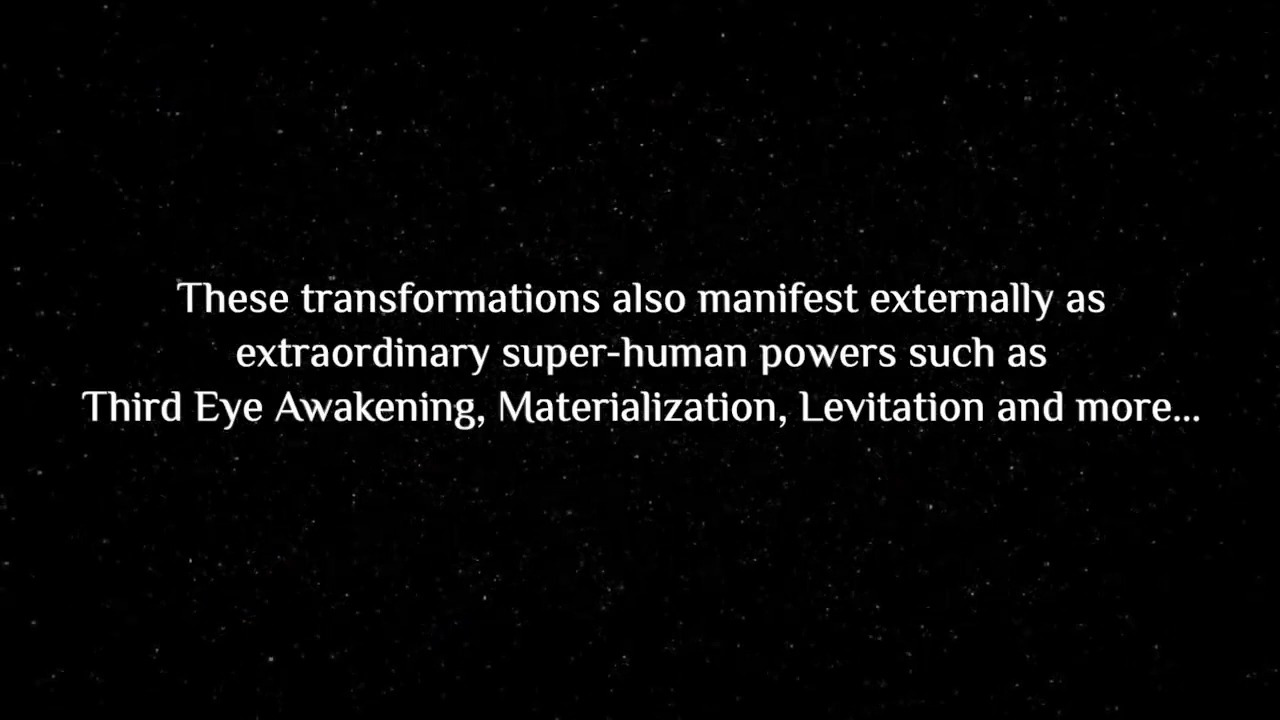 These transformations also manifest externally as
extraordinary super-human powers such as
Third Eye Awakening, Materialization, Levitation and more...